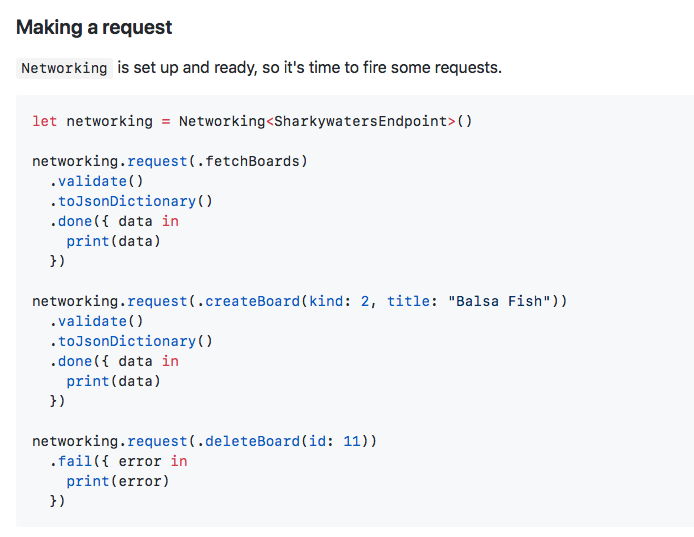 Making a request
Networking is set up and ready, so it's time to fire some requests.
let networking = Networking<SharkywatersEndpoint>()
networking.request(.fetchBoards)
  .validate()
  .toJsonDictionary()
  .done({ data in
    print(data)
  })
networking.request(.createBoard(kind: 2, title: "Balsa Fish"))
  .validate()
  .toJsonDictionary()
  .done({ data in
    print(data)
  })
networking.request(.deleteBoard(id: 11))
  .fail({ error in
    print(error)
  })